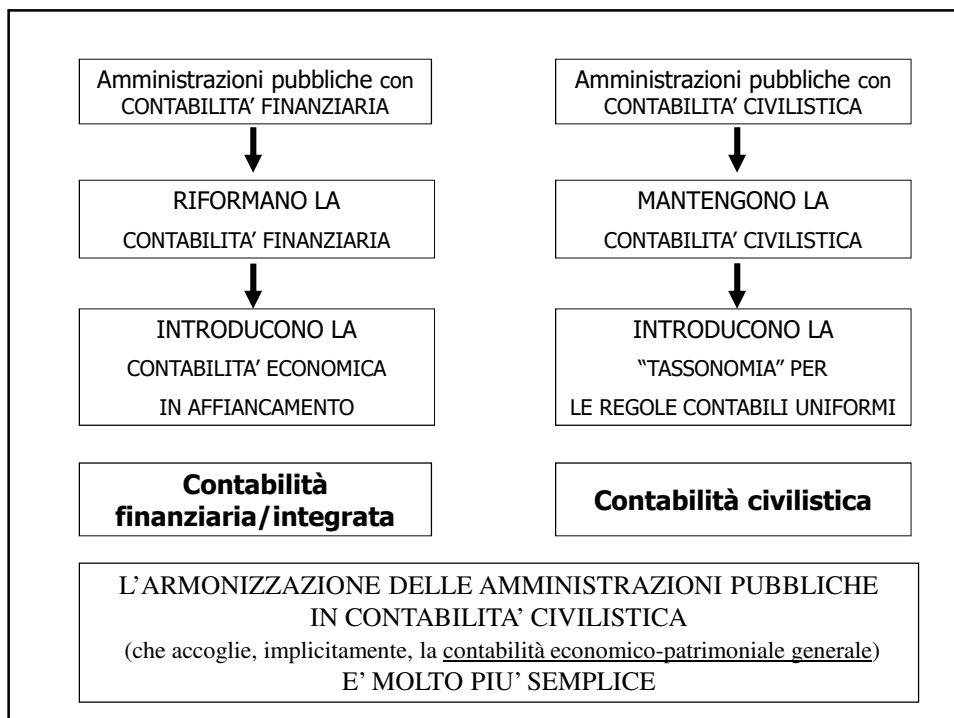 Amministrazioni pubbliche con
CONTABILITA’ FINANZIARIA
RIFORMANO LA
CONTABILITA’ FINANZIARIA
INTRODUCONO LA
CONTABILITA’ ECONOMICA
IN AFFIANCAMENTO
Contabilità
finanziaria/integrata
Amministrazioni pubbliche con
CONTABILITA’ CIVILISTICA
MANTENGONO LA
CONTABILITA’ CIVILISTICA
INTRODUCONO LA
“TASSONOMIA” PER
LE REGOLE CONTABILI UNIFORMI
Contabilità civilistica
L’ARMONIZZAZIONE DELLE AMMINISTRAZIONI PUBBLICHE
IN CONTABILITA’ CIVILISTICA
(che accoglie, implicitamente, la contabilità economico-patrimoniale generale)
E’ MOLTO PIU’ SEMPLICE